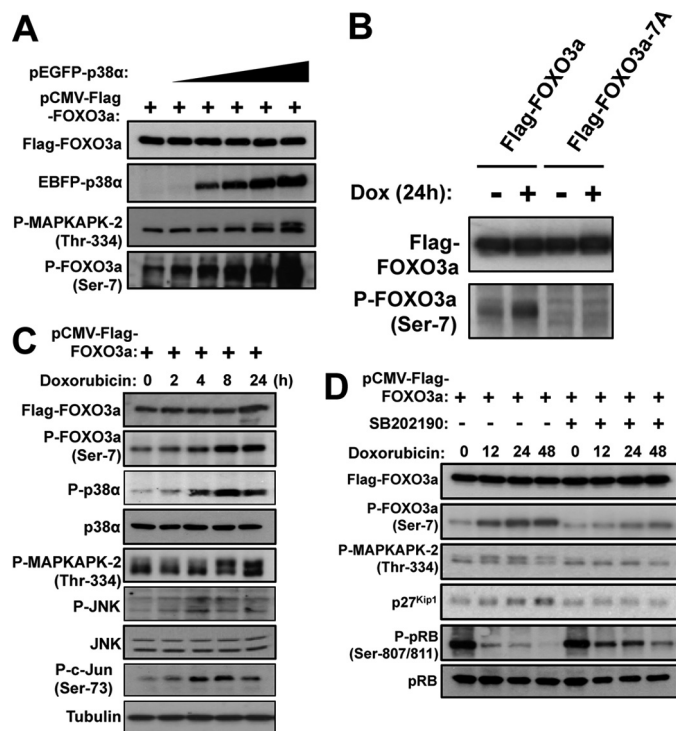 A
pEGFP-p38α:
pCMV-Flag
-FOXO3a: + + + + + +
Flag-FOXO3a
EBFP-p38α
P-MAPKAPK-2
(Thr-334)
P-FOXO3a
(Ser-7)
B
Flag-FOXO3a
Flag-FOXO3a-7A
Dox (24h): - + - +
Flag-
FOXO3a
P-FOXO3a
(Ser-7)
C
pCMV-Flag-
FOXO3a: + + + + +
Doxorubicin: 0 2 4 8 24 (h)
Flag-FOXO3a
P-FOXO3a
(Ser-7)
P-p38α
p38α
P-MAPKAPK-2
(Thr-334)
P-JNK
JNK
P-c-Jun
(Ser-73)
Tubulin
D
pCMV-Flag-
FOXO3a: + + + + + + + +
SB202190: - - - - + + + +
Doxorubicin: 0 12 24 48 0 12 24 48
Flag-FOXO3a
P-FOXO3a
(Ser-7)
P-MAPKAPK-2
(Thr-334)
p27Kip1
P-pRB
(Ser-807/811)
pRB